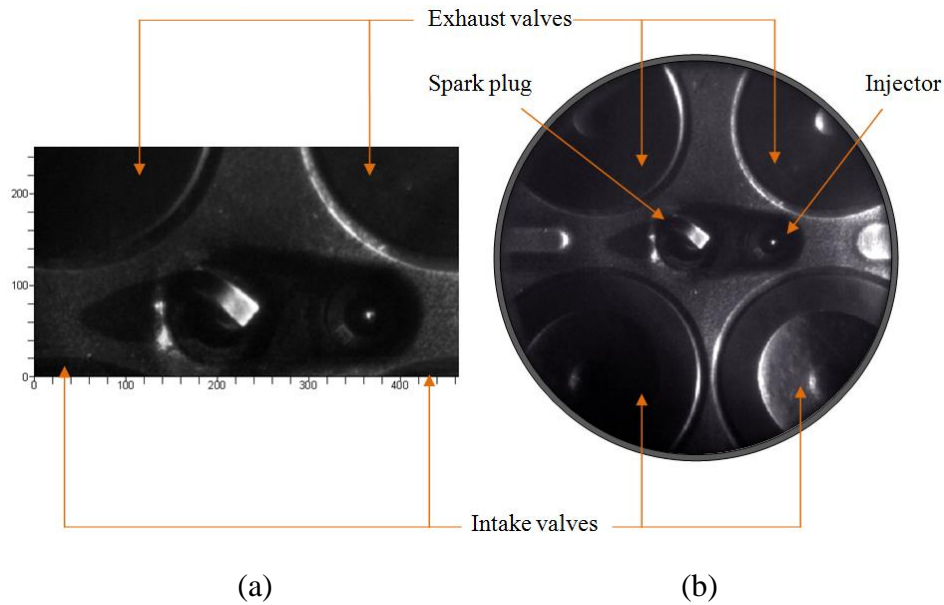 Exhaust valves
Spark plug
Injector
200
100
0
0
100
200
300
400
Intake valves
(a)
(b)